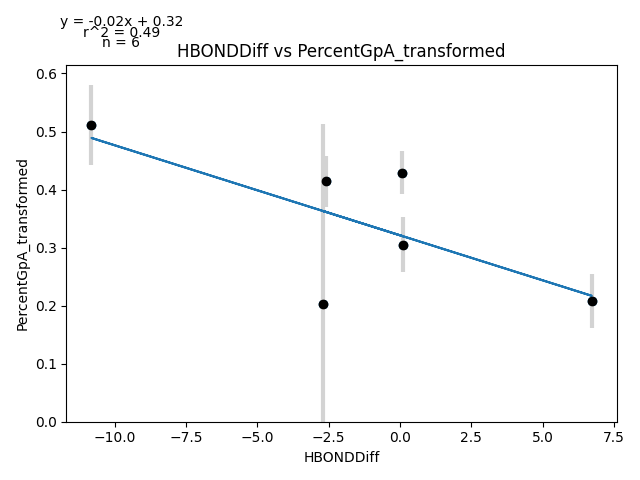 y = -0.02x + 0.32
r^2 = 0.49
n = 6
HBONDDiff vs PercentGpA_transformed
0.6
0.5
0.4
0.3
0.2
0.1
0.0
PercentGpA_transformed
−10.0 −7.5 −5.0 −2.5 0.0 2.5 5.0 7.5
HBONDDiff